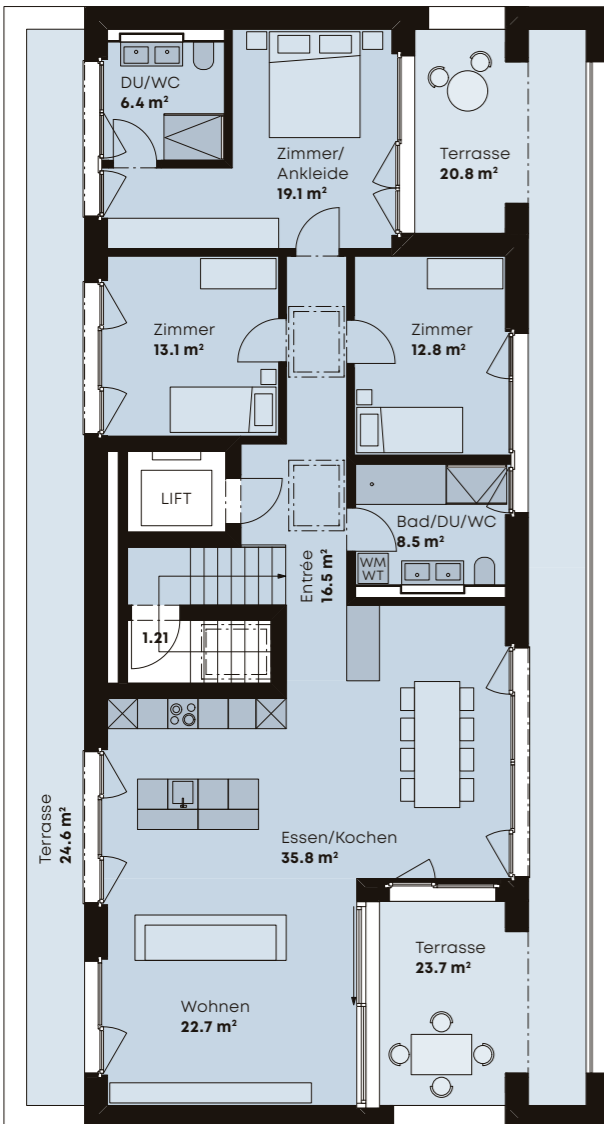 DU/WC
6.4 m²
Zimmer/
Ankleide
19.1 m²
Terrasse
20.8 m²
Zimmer
13.1 m²
Zimmer
12.8 m²
LIFT
Bad/DU/WC
8.5 m²
WM
WT
Entrée
16.5 m²
1.21
Terrasse
24.6 m²
Essen/Kochen
35.8 m²
Terrasse
23.7 m²
Wohnen
22.7 m²